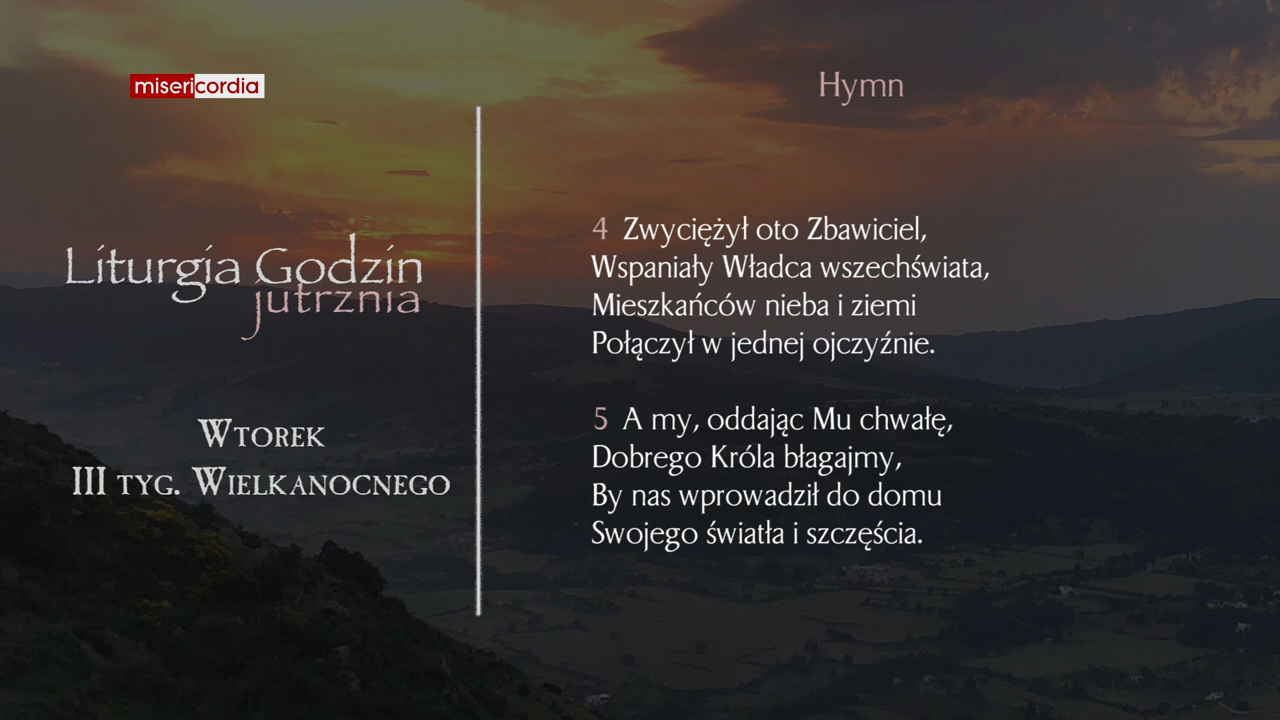 misericordia
Liturgia Godzin
jutrznia
Wtorek
III tyg. Wielkanocnego
Hymn
4 Zwyciężył oto Zbawiciel,
Wspaniały Władca wszechświata,
Mieszkańców nieba i ziemi
Połączył w jednej ojczyźnie.
5 A my, oddając Mu chwałę,
Dobrego Króla błagajmy,
By nas wprowadził do domu
Swojego światła i szczęścia.